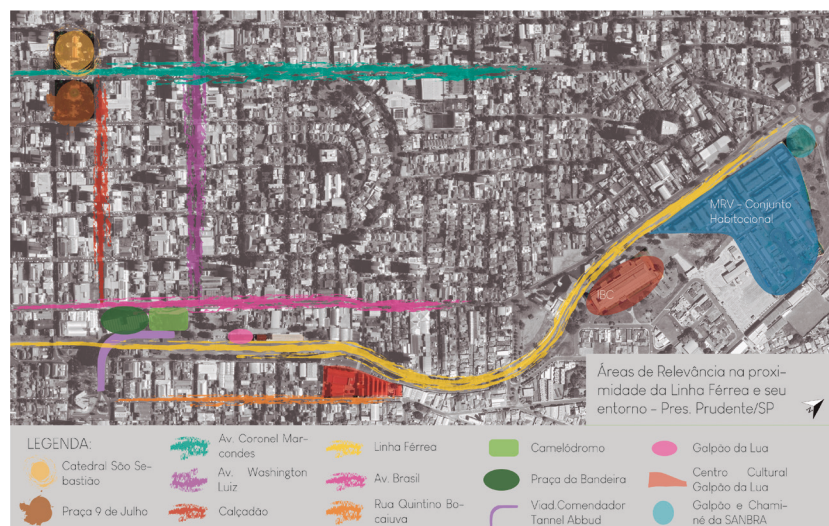 MRV - Conjunto
Habitacional
IBC
Áreas de Relevância na proxi-
midade da Linha Férrea e seu
entorno - Pres. Prudente/SP
LEGENDA:
Catedral São Se-
bastião
Praça 9 de Julho
Av. Coronel Mar-
condes
Av. Washington
Luiz
Calçadão
Linha Férrea
Av. Brasil
Rua Quintino Bo-
caiuva
Camelódromo
Praça da Bandeira
Viad.Comendador
Tannel Abbud
Galpão da Lua
Centro Cultural
Galpão da Lua
Galpão e Chami-
né da SANBRA